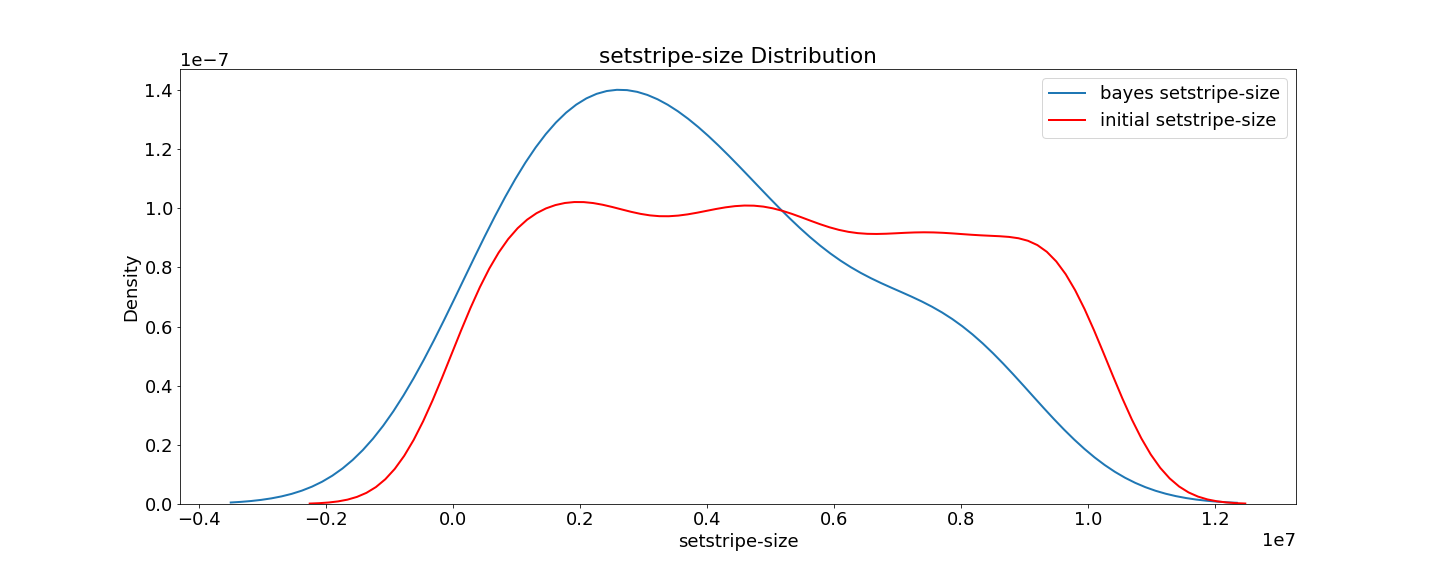 setstripe-size Distribution
1e−7
bayes setstripe-size
initial setstripe-size
1.4
1.2
1.0
0.8
0.6
0.4
0.2
0.0
Density
−0.4
−0.2
0.0
0.2
0.4
0.6
0.8
1.0
1.2
setstripe-size
1e7